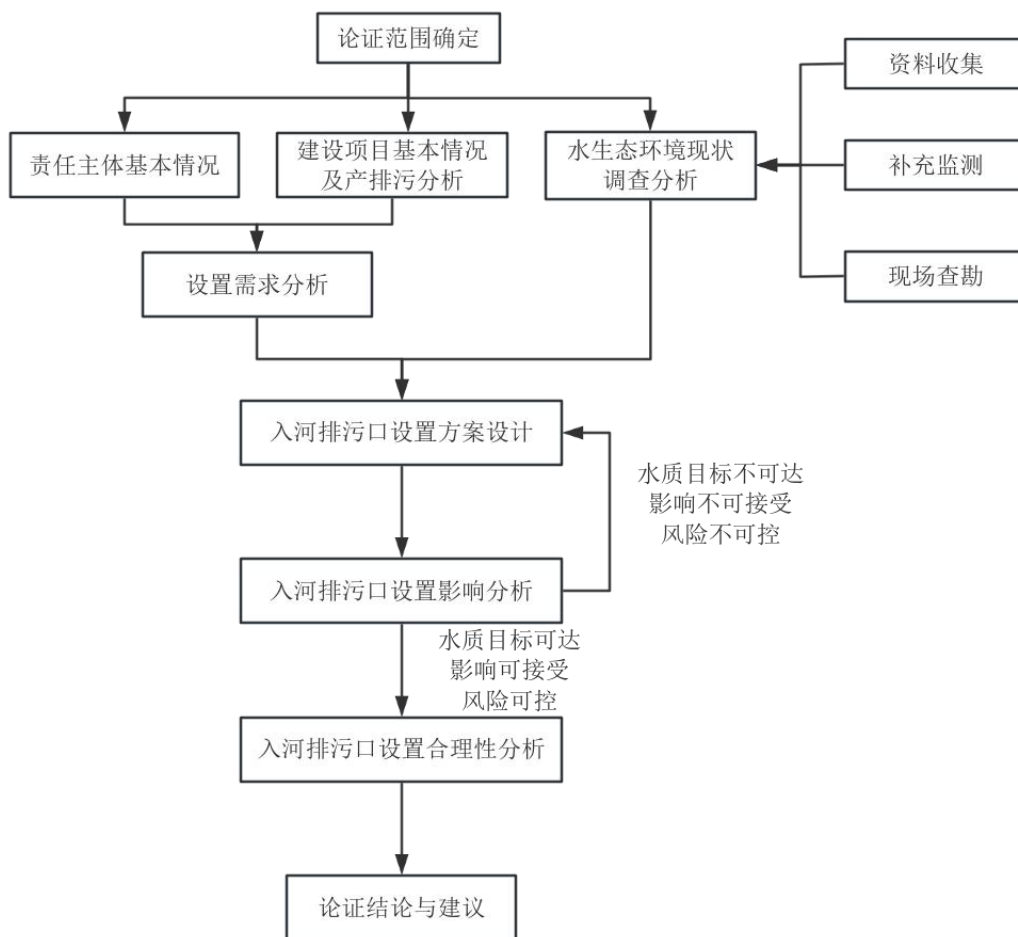 论证范围确定
资料收集
责任主体基本情况
建设项目基本情况
及产排污分析
水生态环境现状
调查分析
补充监测
设置需求分析
现场查勘
入河排污口设置方案设计
水质目标不可达
影响不可接受
风险不可控
入河排污口设置影响分析
水质目标可达
影响可接受
风险可控
入河排污口设置合理性分析
论证结论与建议